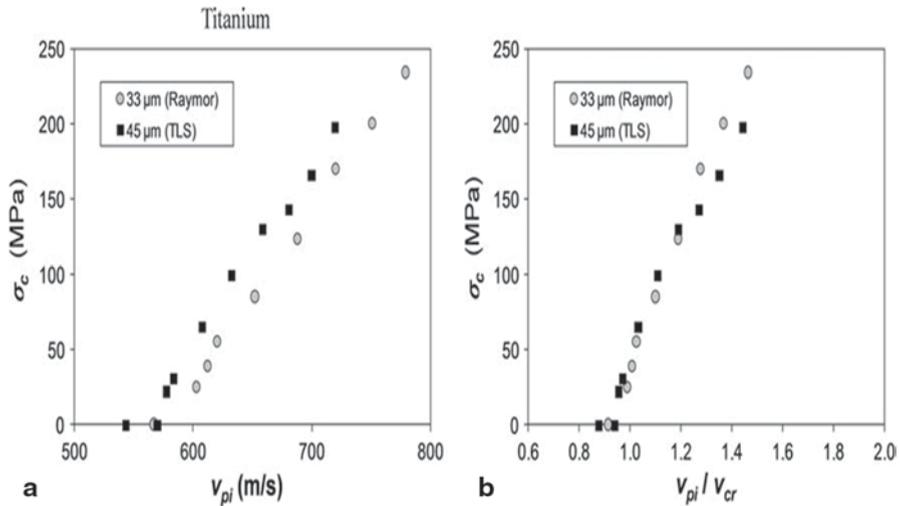 Titanium
250
200
150
100
50
0
σc (MPa)
33 µm (Raymor)
45 µm (TLS)
500 600 700 800
vpi (m/s)
a
250
200
150
100
50
0
σc (MPa)
33 µm (Raymor)
45 µm (TLS)
0.6 0.8 1.0 1.2 1.4 1.6 1.8 2.0
vpi / vcr
b